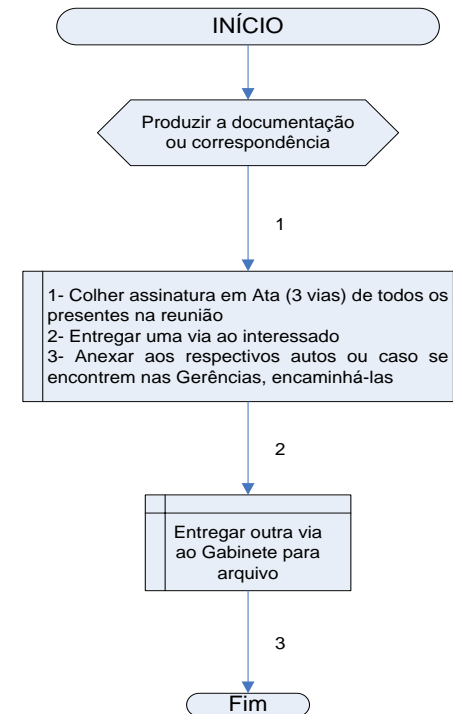 INÍCIO
Produzir a documentação
ou correspondência
1
1- Colher assinatura em Ata (3 vias) de todos os
presentes na reunião
2- Entregar uma via ao interessado
3- Anexar aos respectivos autos ou caso se
encontrem nas Gerências, encaminhá-las
2
Entregar outra via
ao Gabinete para
arquivo
3
Fim